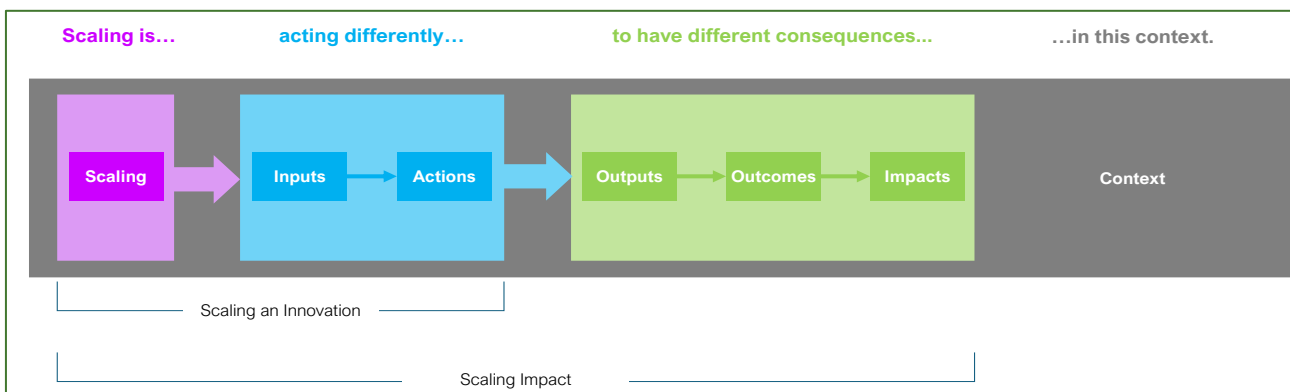 Scaling is…
acting differently…
to have different consequences...
…in this context.
Scaling
Inputs
Actions
Outputs
Outcomes
Impacts
Context
Scaling an Innovation
Scaling Impact